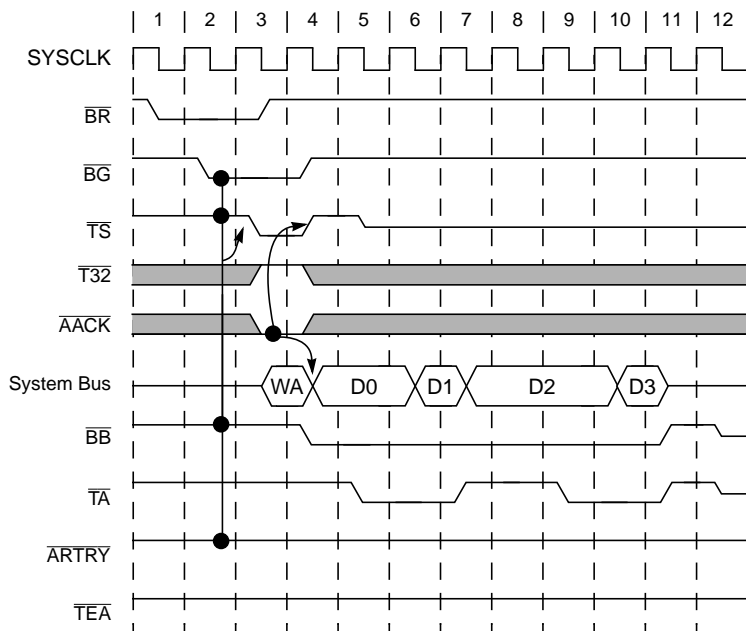 1 2 3 4 5 6 7 8 9 10 11 12
SYSCLK
BR
BG
TS
T32
AACK
System Bus WA D0 D1 D2 D3
BB
TA
ARTRY
TEA